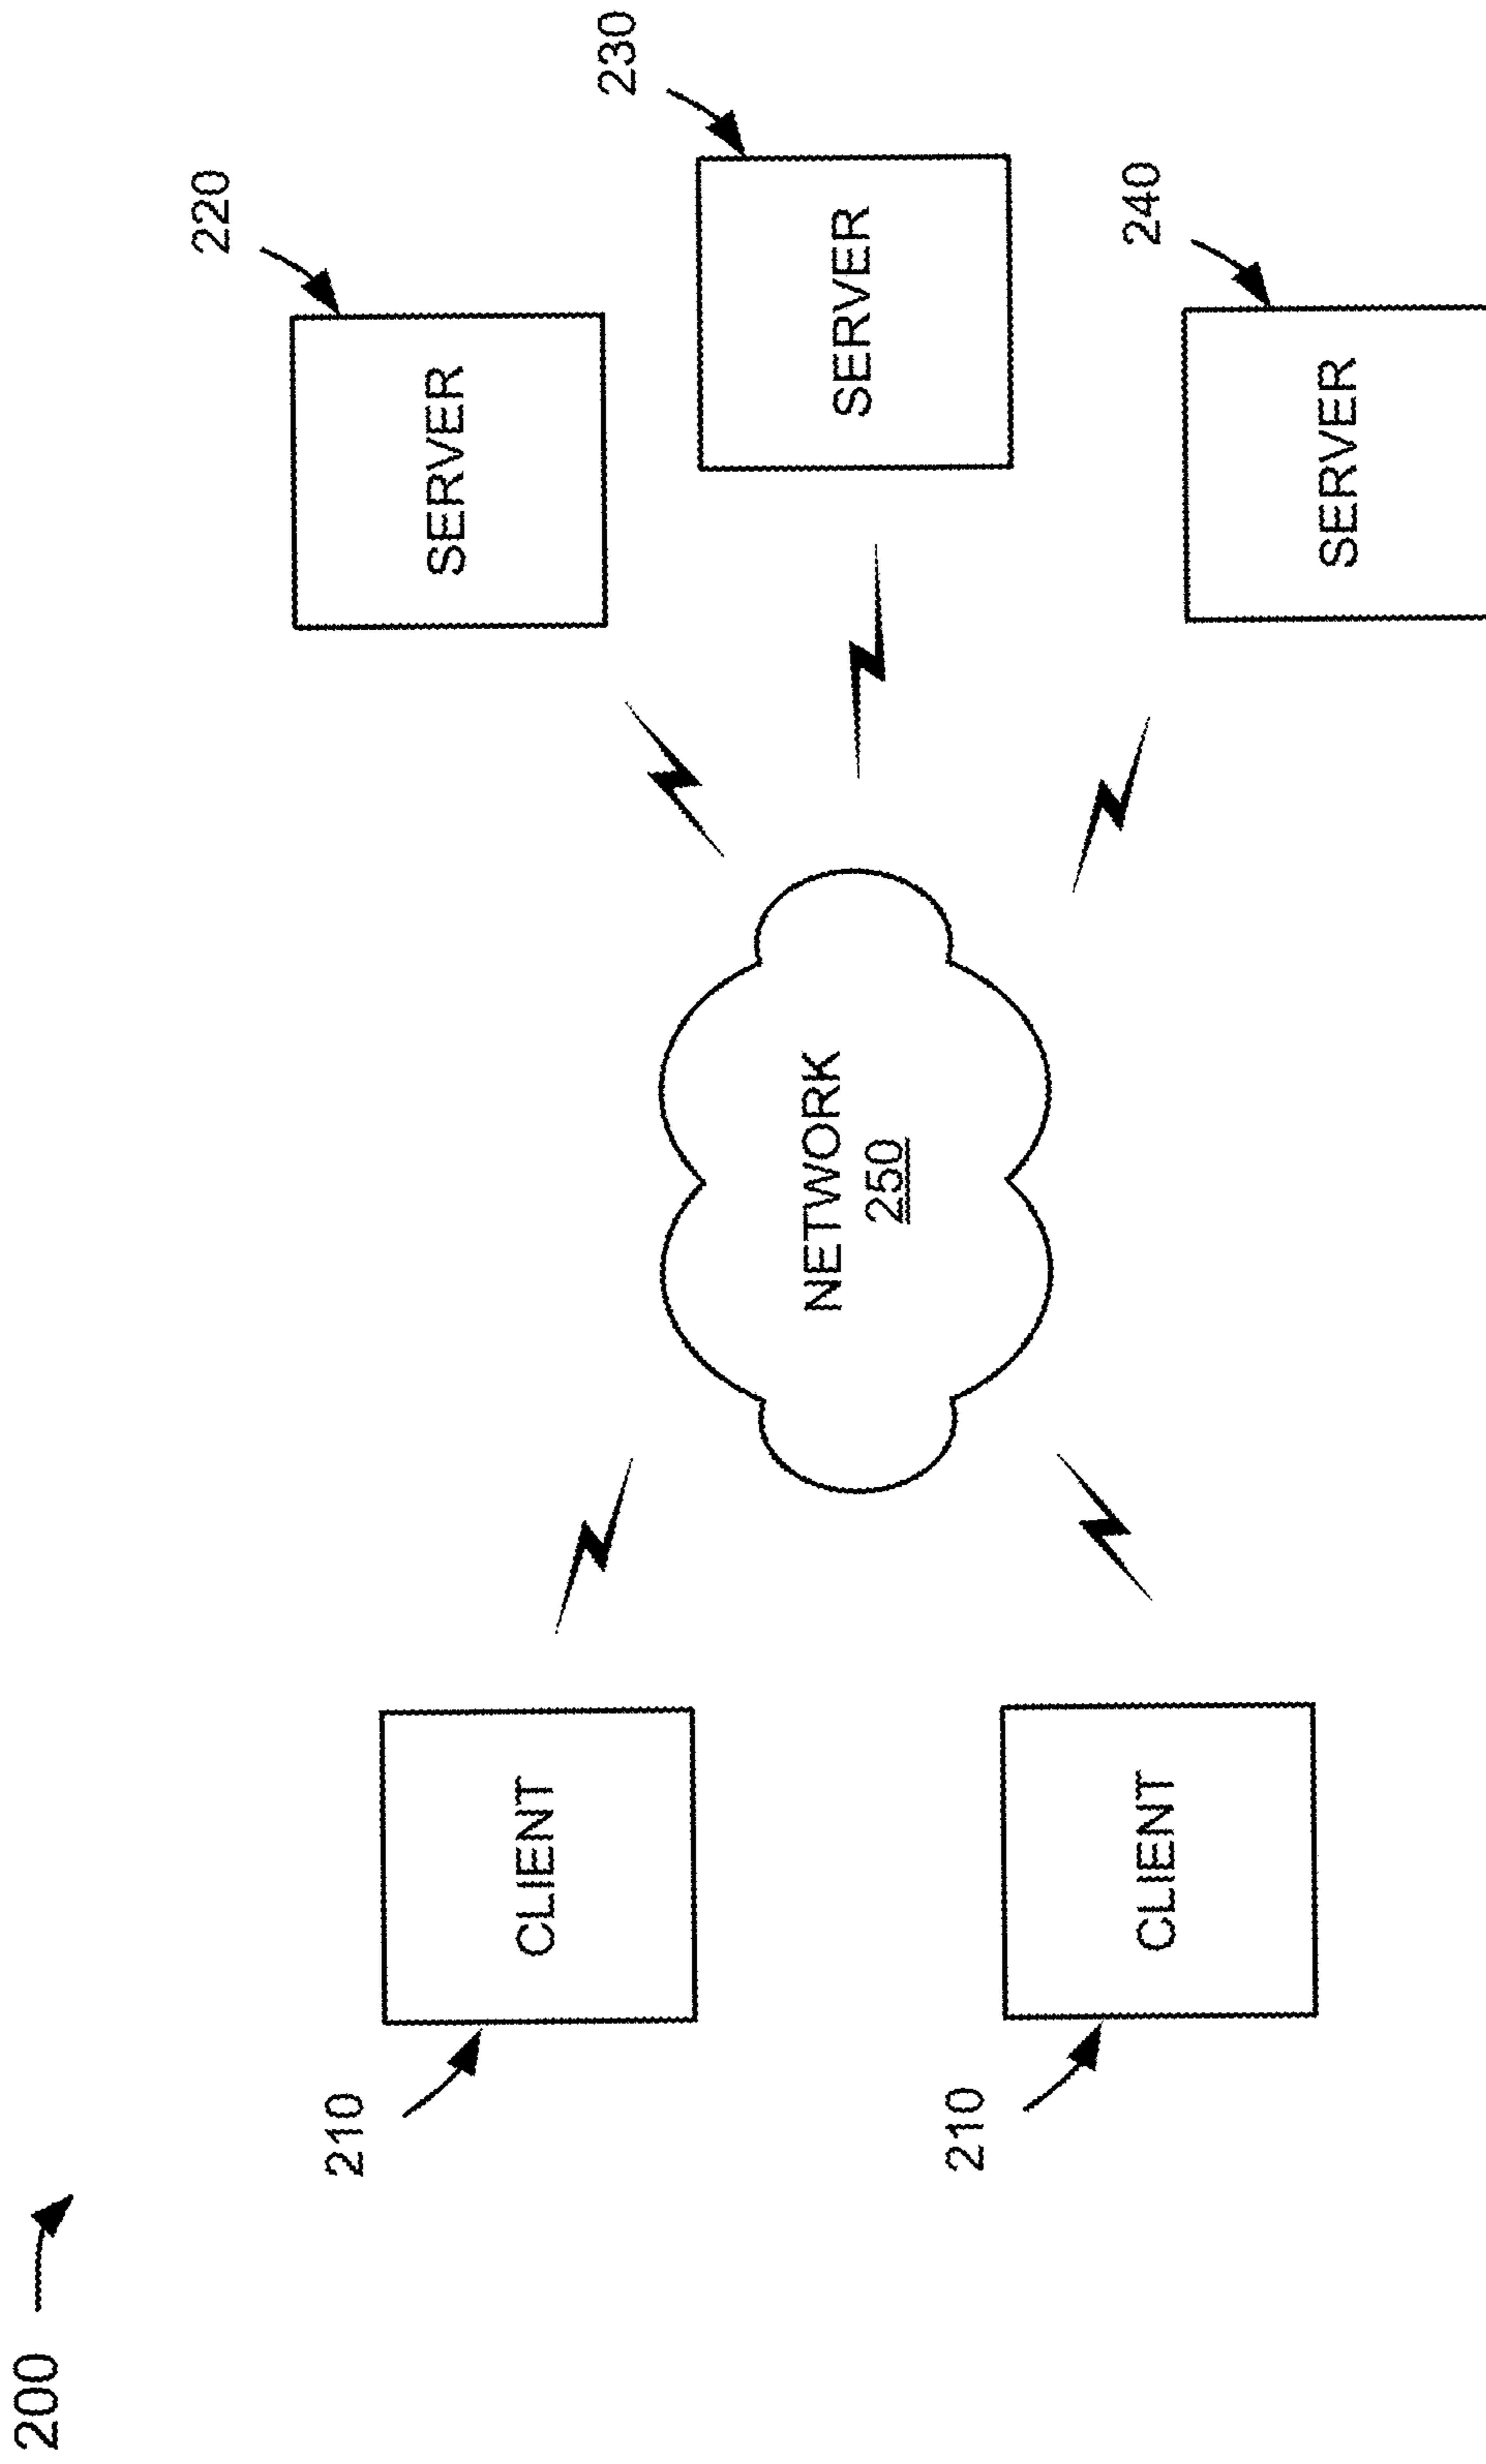 200
210
CLIENT
210
CLIENT
NETWORK
250
220
SERVER
230
SERVER
240
SERVER